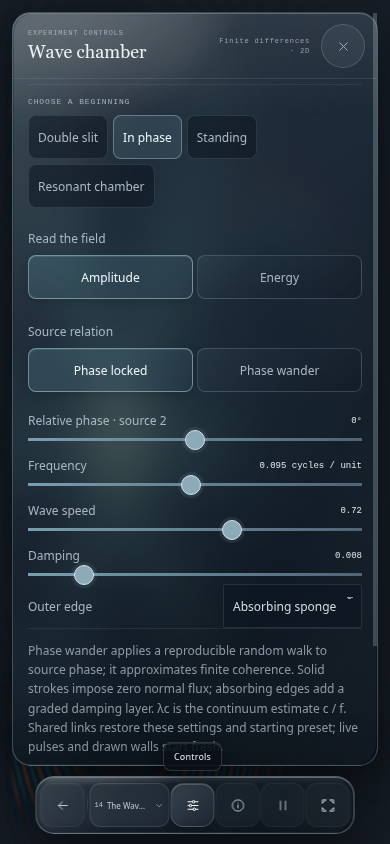 EXPERIMENT CONTROLS
Wave chamber
Finite differences
· 2D
CHOOSE A BEGINNING
Double slit
In phase
Standing
Resonant chamber
Read the field
Amplitude
Energy
Source relation
Phase locked
Phase wander
Relative phase · source 2
0°
Frequency
0.095 cycles / unit
Wave speed
0.72
Damping
0.008
Outer edge
Absorbing sponge
Phase wander applies a reproducible random walk to
source phase; it approximates finite coherence. Solid
strokes impose zero normal flux; absorbing edges add a
graded damping layer. λc is the continuum estimate c / f.
Shared links restore these settings and starting preset; live
pulses and drawn walls start fresh.
Controls
14 The Wav...